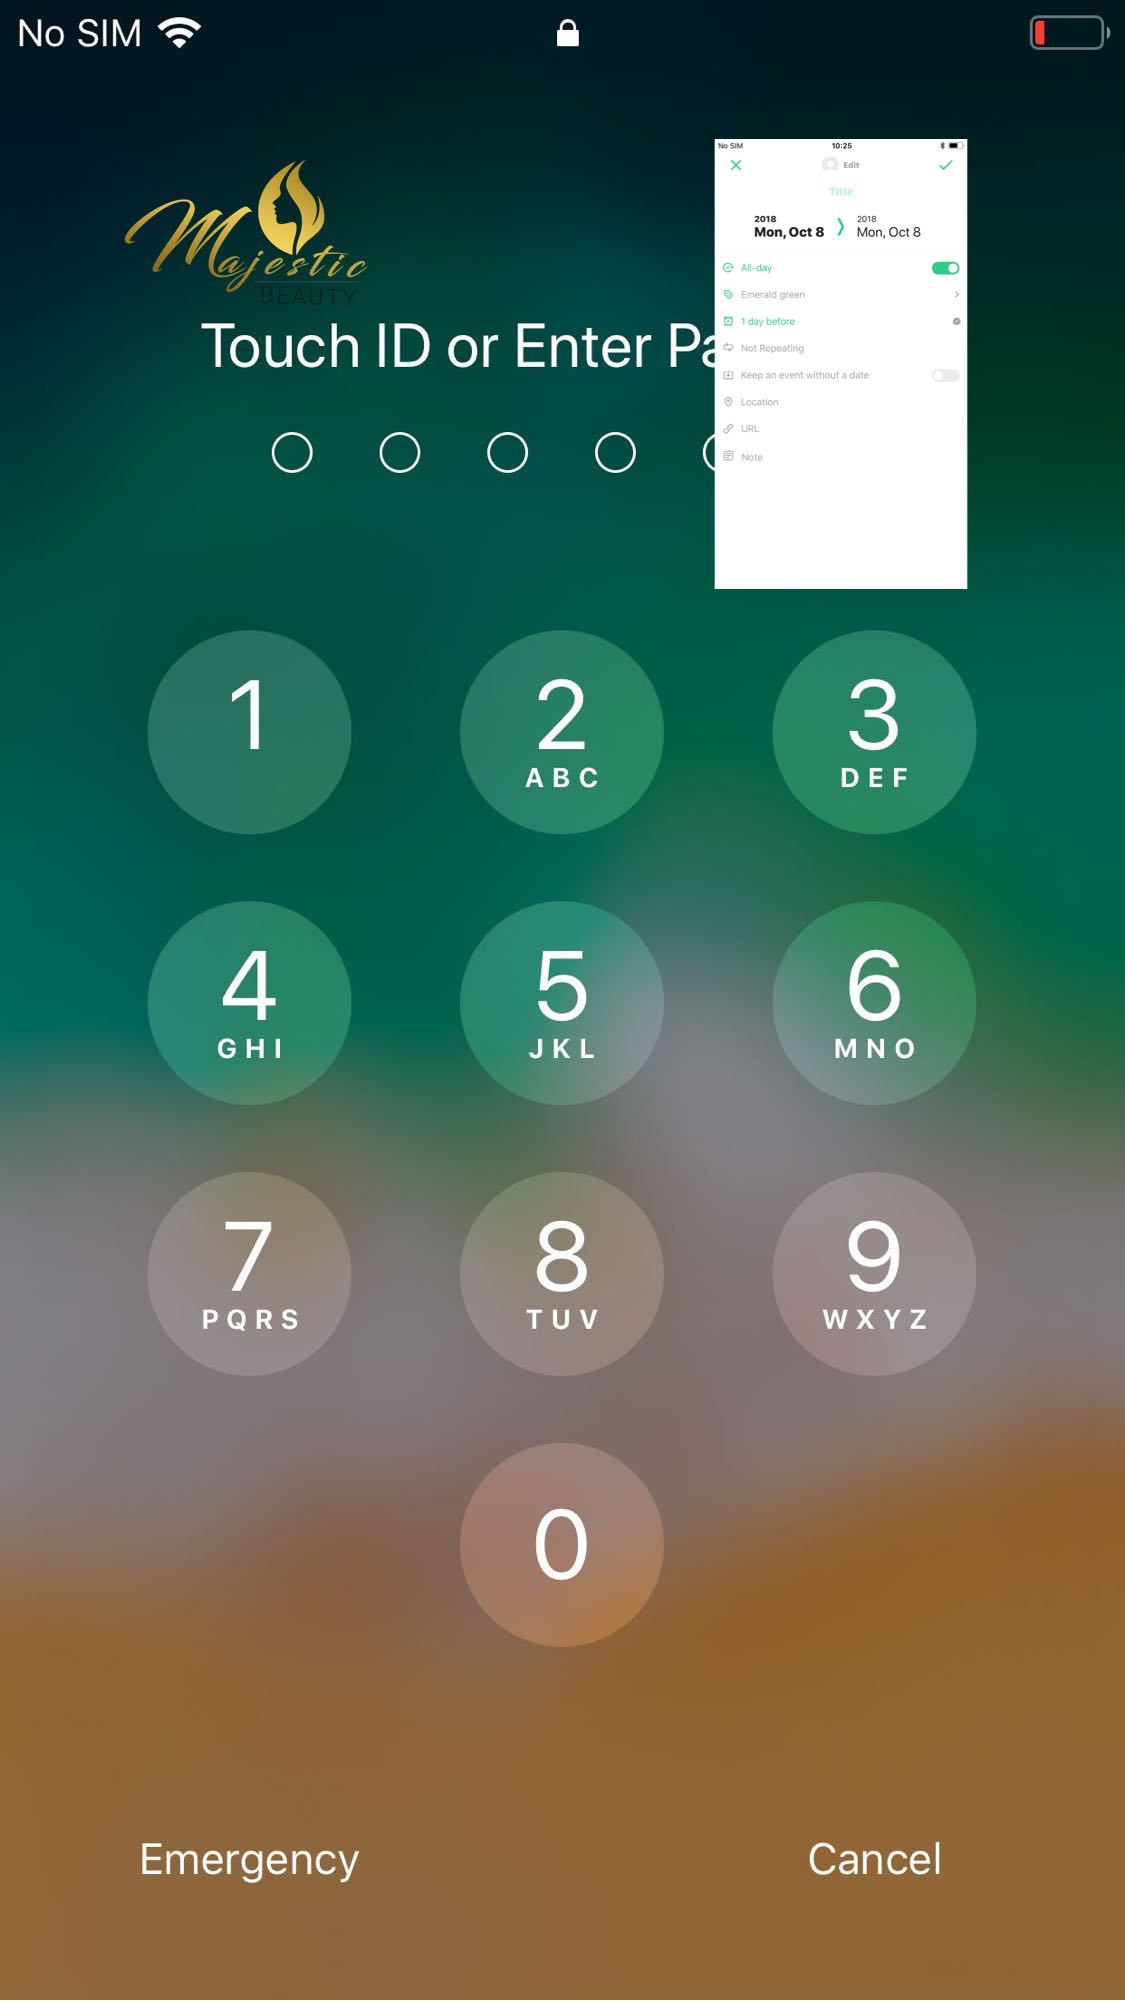 No SIM
Majestic
BEAUTY
Touch ID or Enter
No SIM 10:25
Edit
Title
2018 2018
Mon, Oct 8 Mon, Oct 8
All-day
Emerald green
1 day before
Not Repeating
Keep an event without a date
Location
URL
Note
1
2
ABC
3
DEF
4
GHI
5
JKL
6
MNO
7
PQRS
8
TUV
9
WXYZ
0
Emergency Cancel